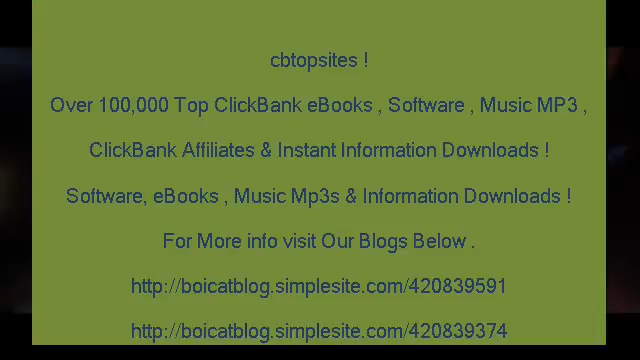 cbtopsites !
Over 100,000 Top ClickBank eBooks , Software , Music MP3 ,
ClickBank Affiliates & Instant Information Downloads !
Software, eBooks , Music Mp3s & Information Downloads !
For More info visit Our Blogs Below .
http://boicatblog.simplesite.com/420839591
http://boicatblog.simplesite.com/420839374